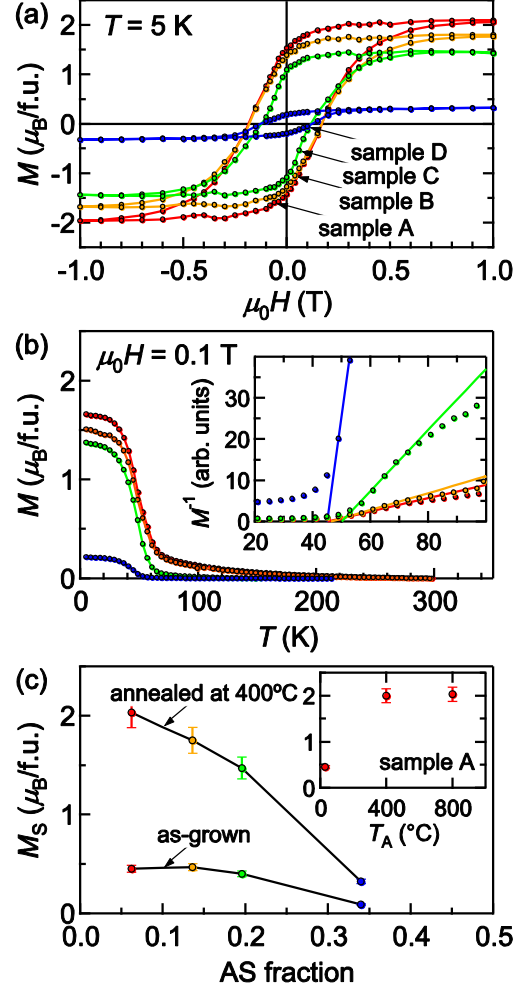 (a)
T = 5 K
M (μB/f.u.)
2
1
0
-1
-2
sample D
sample C
sample B
sample A
-1.0
-0.5
0.0
0.5
1.0
μ0H (T)
(b)
μ0H = 0.1 T
M (μB/f.u.)
2
1
0
M-1 (arb. units)
30
20
10
0
20
40
60
80
0
100
200
300
T (K)
(c)
annealed at 400ºC
MS (μB/f.u.)
2
1
0
as-grown
2
1
0
sample A
0
400
800
TA (°C)
0.0
0.1
0.2
0.3
0.4
0.5
AS fraction